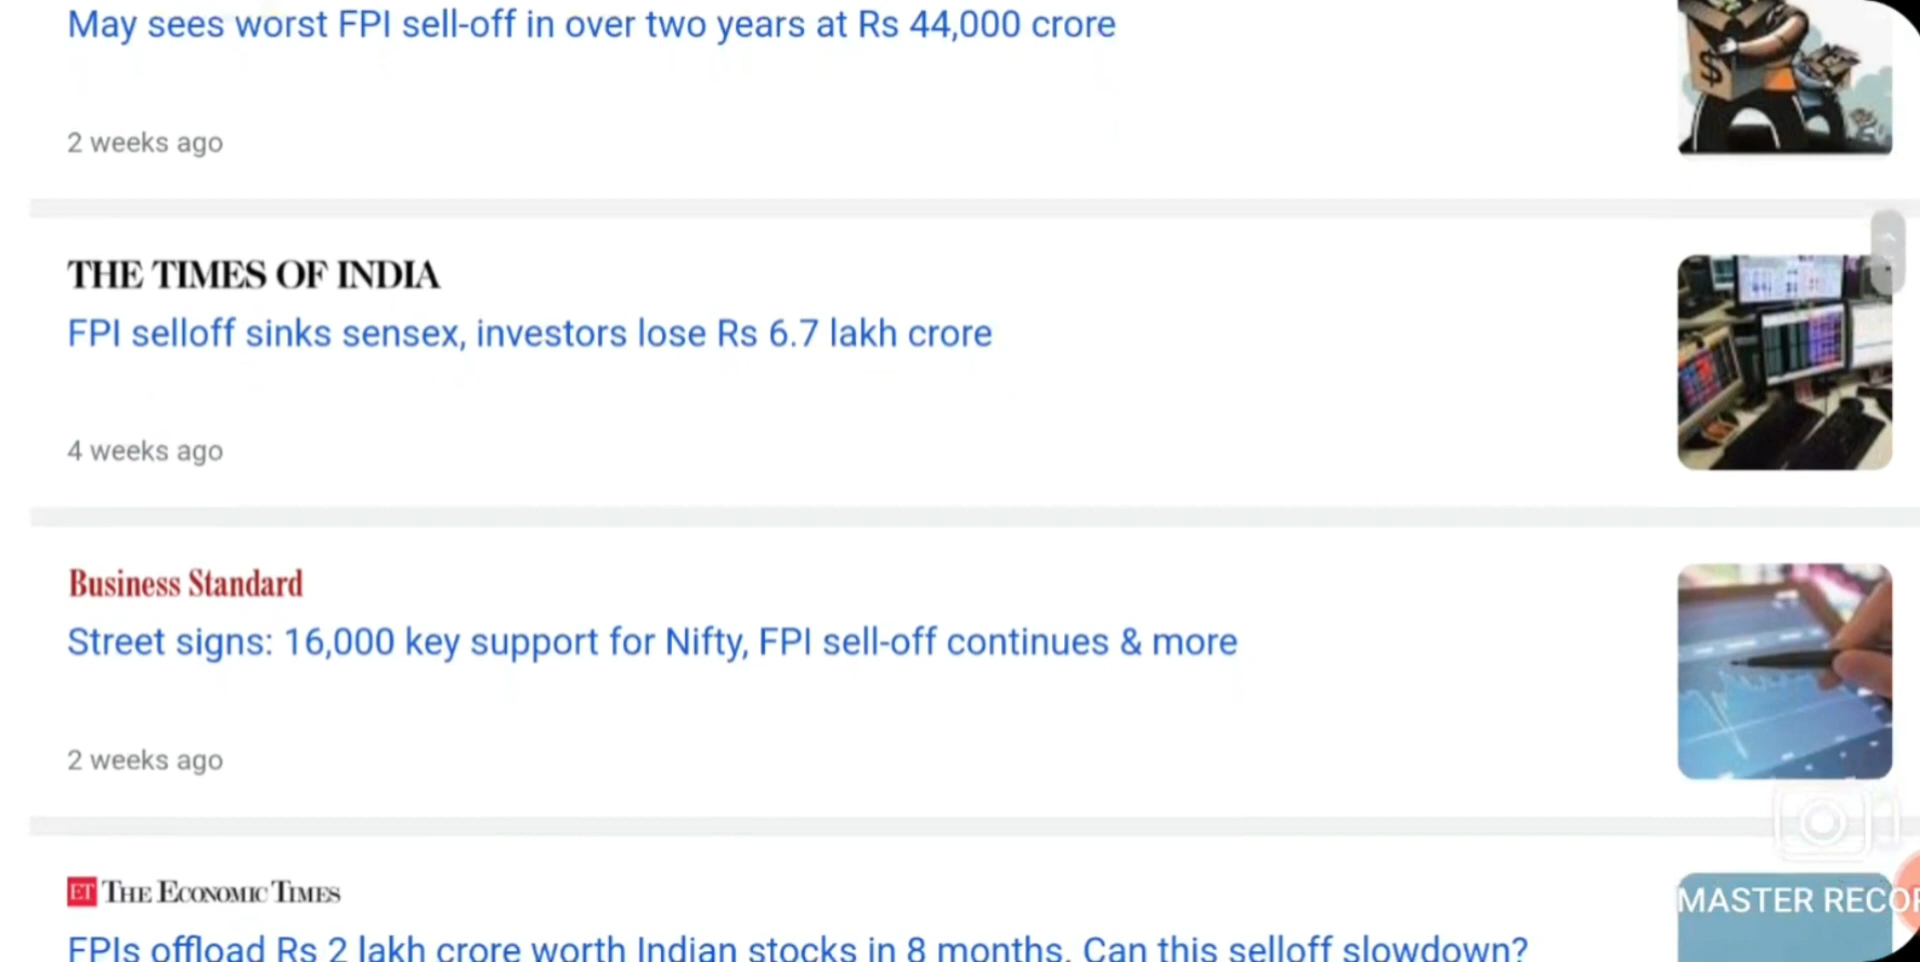 May sees worst FPI sell-off in over two years at Rs 44,000 crore
$
2 weeks ago
THE TIMES OF INDIA
FPI selloff sinks sensex, investors lose Rs 6.7 lakh crore
4 weeks ago
Business Standard
Street signs: 16,000 key support for Nifty, FPI sell-off continues & more
2 weeks ago
ET THE ECONOMIC TIMES
FPIs offload Rs 2 lakh crore worth Indian stocks in 8 months. Can this selloff slowdown?
MASTER RECOR